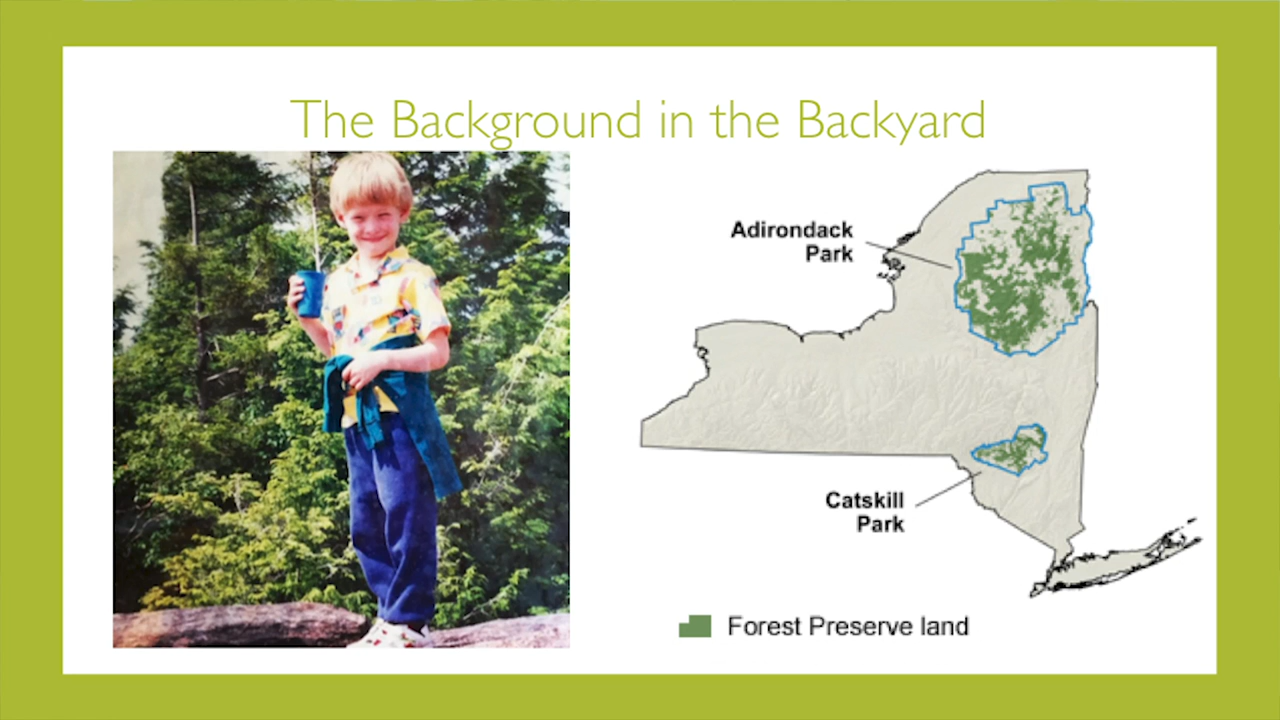 The Background in the Backyard
Adirondack
Park
Catskill
Park
Forest Preserve land